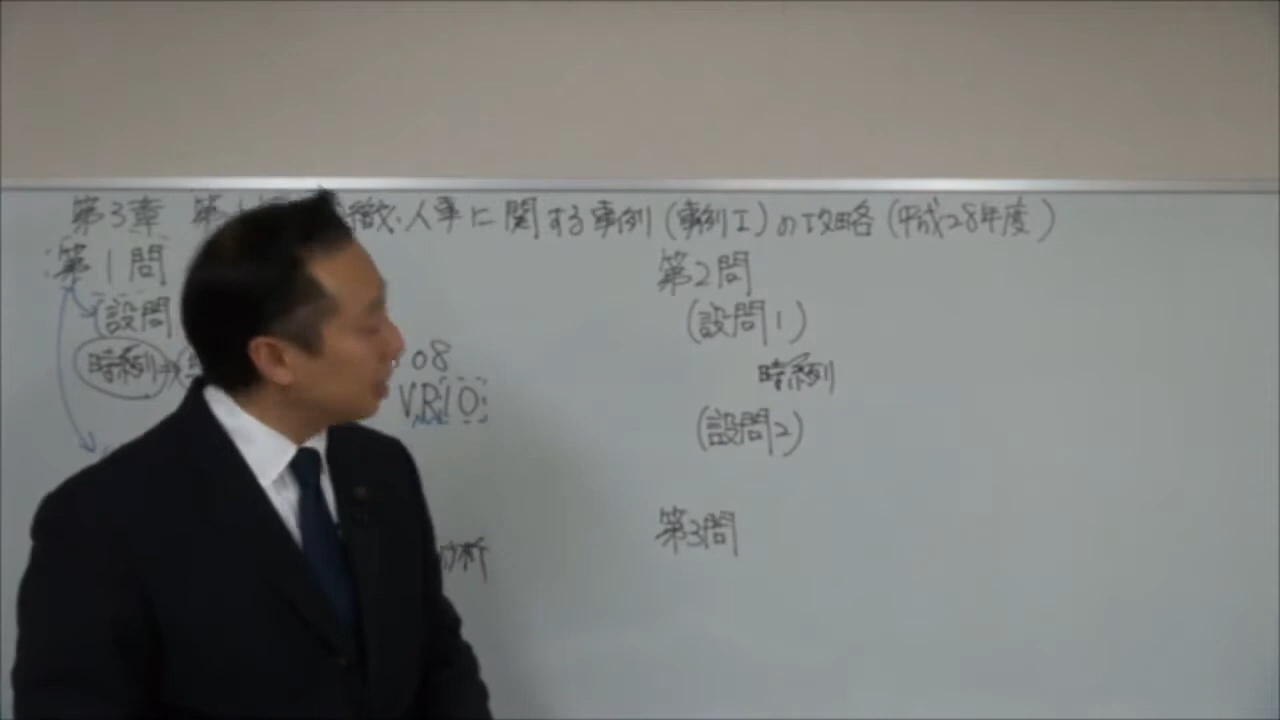 第3章 第 人事に関する事例(事例I)の攻略(平成28年度)
第1問
(設問
時系列
08
VRIO
分析
第2問
(設問1)
時系列
(設問2)
第3問